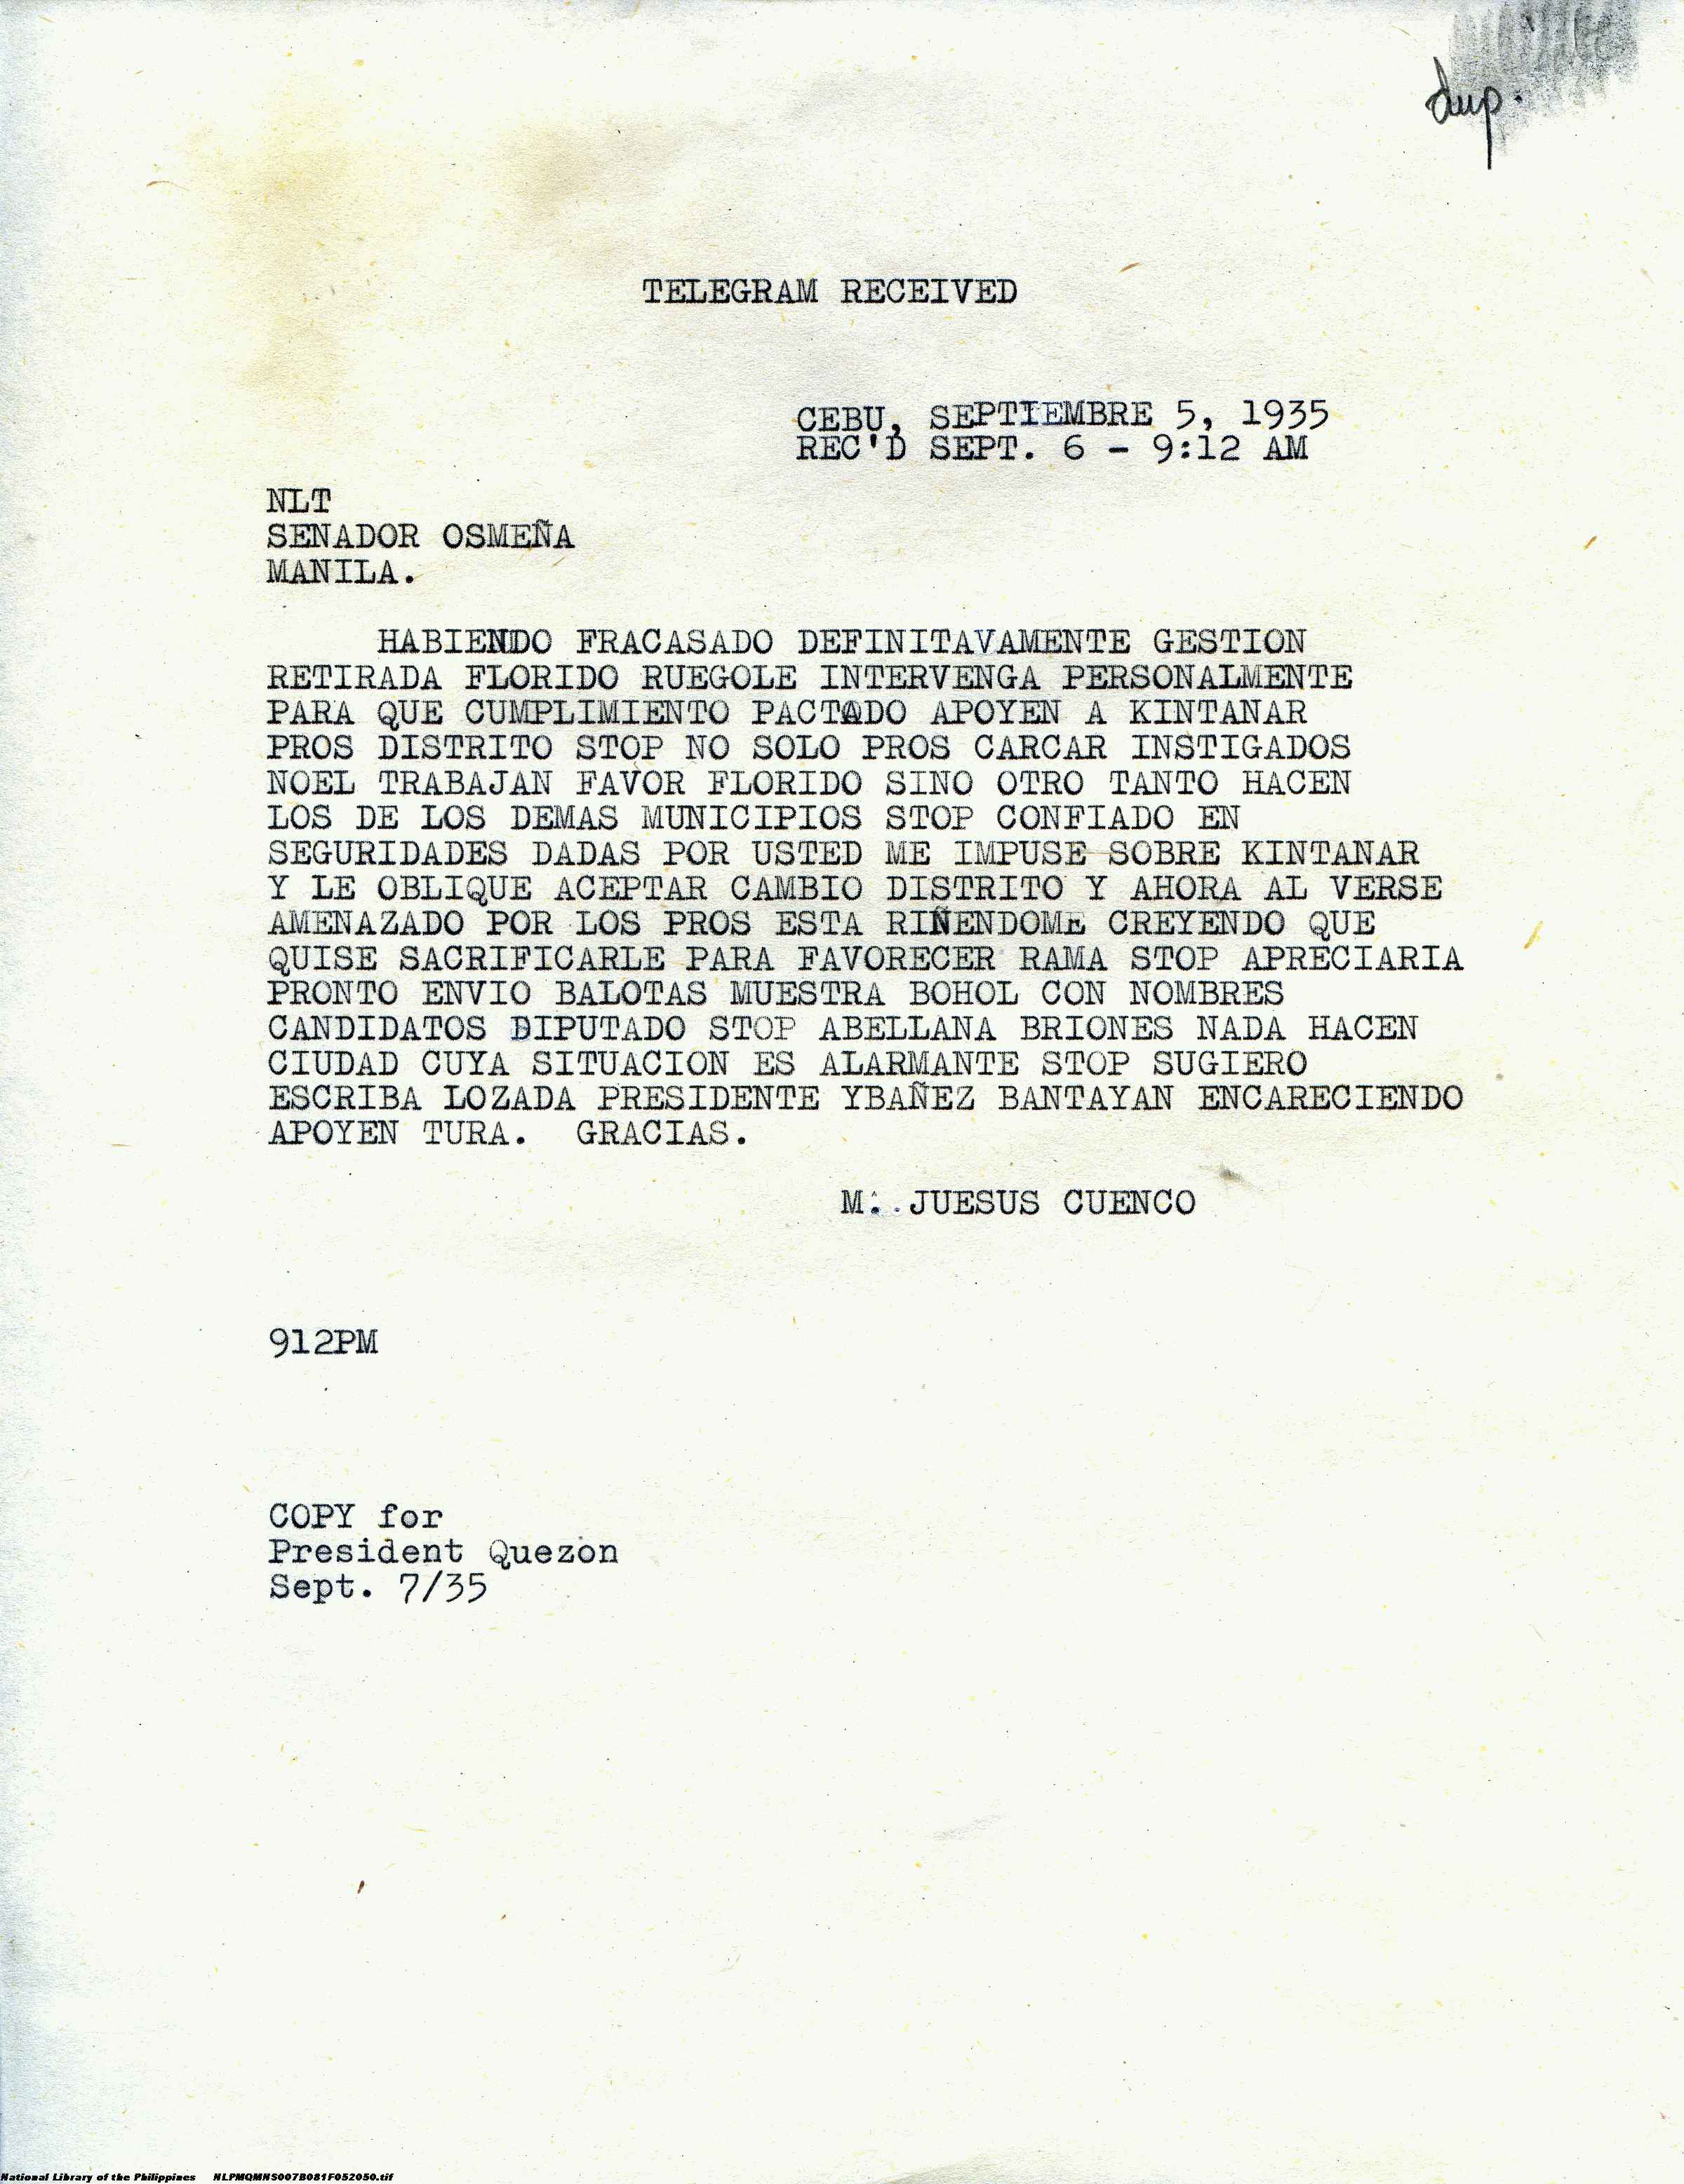 dup.
TELEGRAM RECEIVED
CEBU, SEPTIEMBRE 5, 1935
REC'D SEPT. 6 - 9:12 AM
NLT
SENADOR OSMEÑA
MANILA.
HABIENDO FRACASADO DEFINITAVAMENTE GESTION
RETIRADA FLORIDO RUEGOLE INTERVENGA PERSONALMENTE
PARA QUE CUMPLIMIENTO PACTADO APOYEN A KINTANAR
PROS DISTRITO STOP NO SOLO PROS CARCAR INSTIGADOS
NOEL TRABAJAN FAVOR FLORIDO SINO OTRO TANTO HACEN
LOS DE LOS DEMAS MUNICIPIOS STOP CONFIADO EN
SEGURIDADES DADAS POR USTED ME IMPUSE SOBRE KINTANAR
Y LE OBLIQUE ACEPTAR CAMBIO DISTRITO Y AHORA AL VERSE
AMENAZADO POR LOS PROS ESTA RIÑENDOME CREYENDO QUE
QUISE SACRIFICARLE PARA FAVORECER RAMA STOP APRECIARIA
PRONTO ENVIO BALOTAS MUESTRA BOHOL CON NOMBRES
CANDIDATOS DIPUTADO STOP ABELLANA BRIONES NADA HACEN
CIUDAD CUYA SITUACION ES ALARMANTE STOP SUGIERO
ESCRIBA LOZADA PRESIDENTE YBAÑEZ BANTAYAN ENCARECIENDO
APOYEN TURA. GRACIAS.
M. JUESUS CUENCO
912PM
COPY for
President Quezon
Sept. 7/35
National Library of the Philippines NLPMQMNS007B081F052050.tif